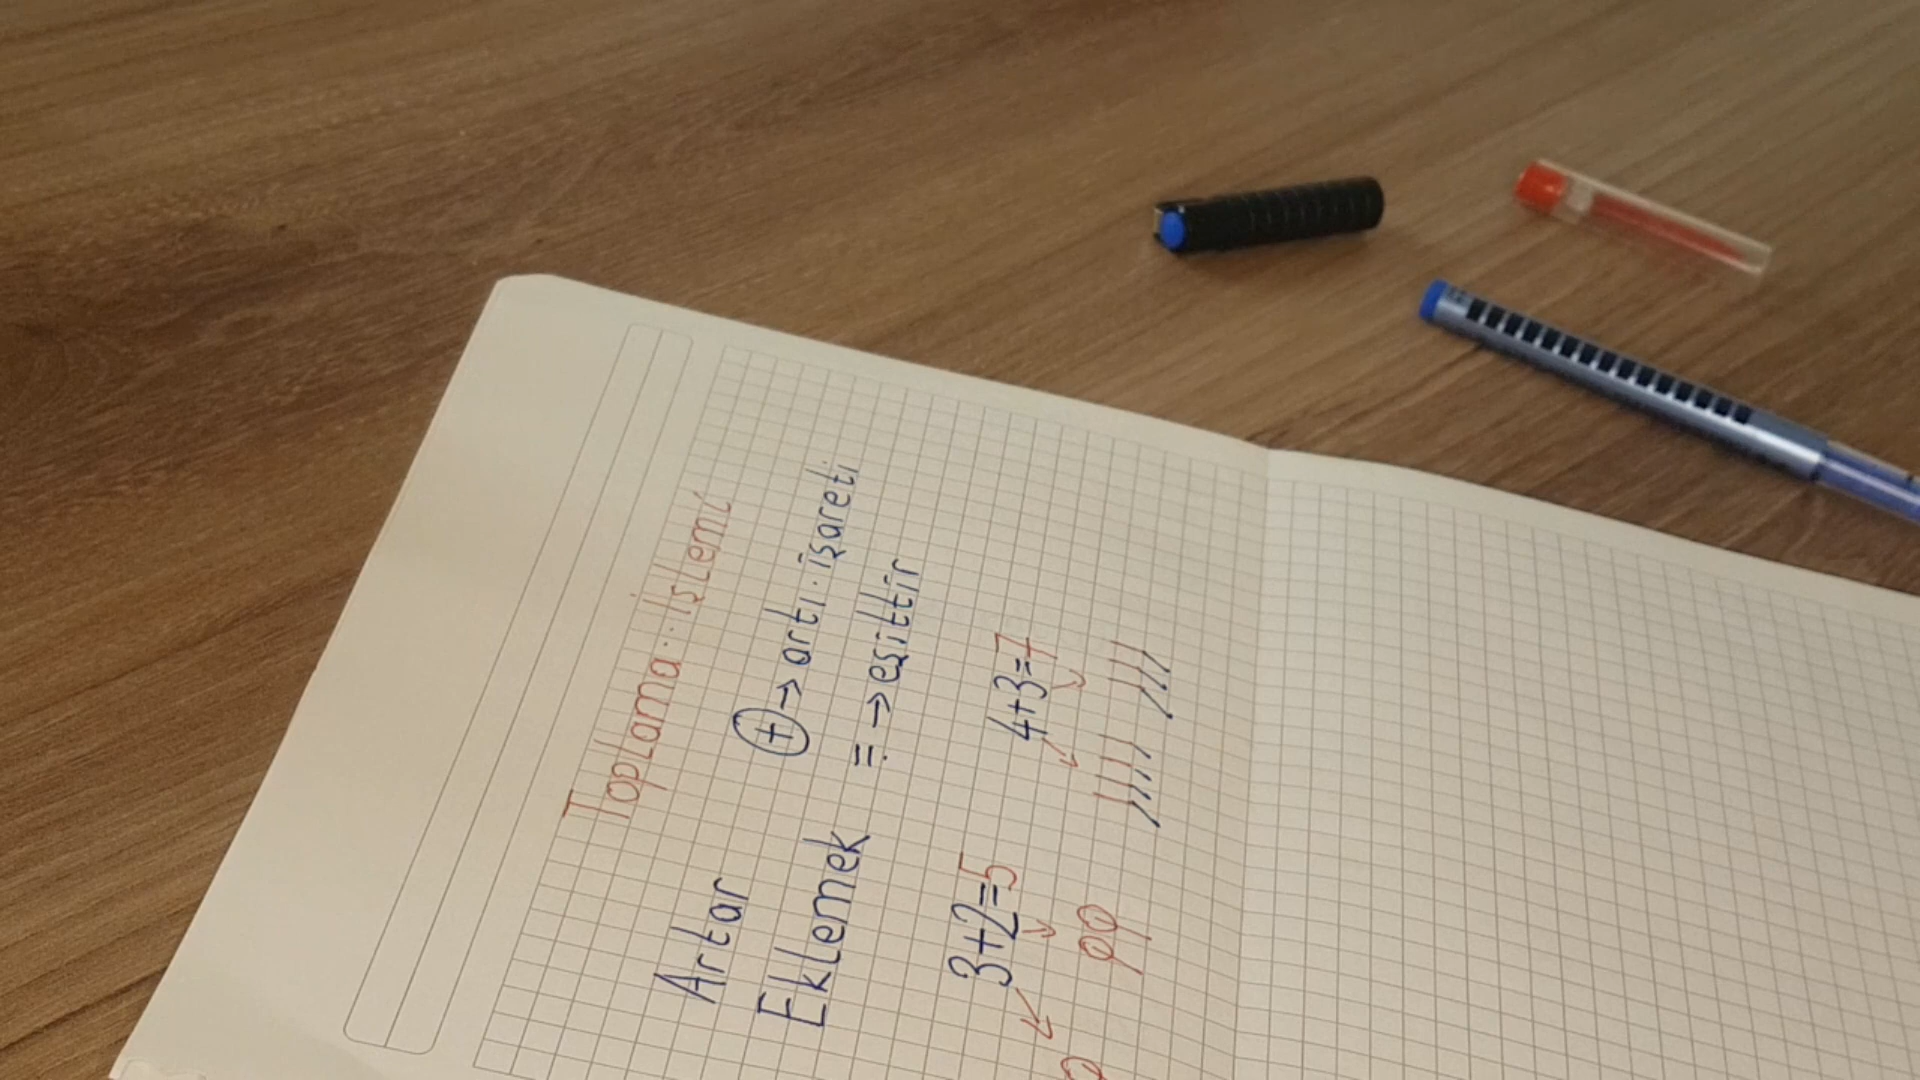 Toplama İşlemi
Artar + → artı işareti
Eklemek = → eşittir
3+2=5 4+3=7